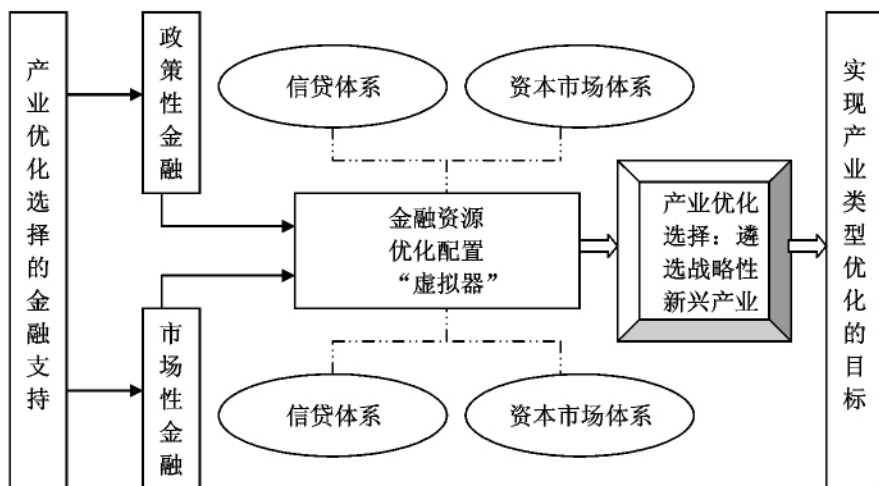 产业优化选择的金融支持
政策性金融
市场性金融
信贷体系
资本市场体系
金融资源
优化配置
“虚拟器”
信贷体系
资本市场体系
产业优化
选择：遴
选战略性
新兴产业
实现产业类型优化的目标